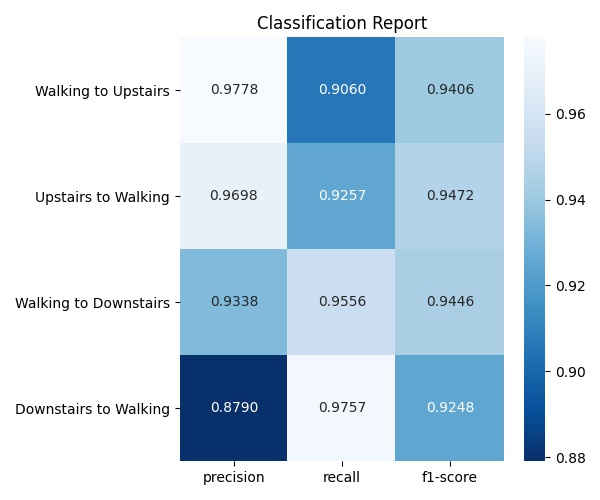 Classification Report
Walking to Upstairs 0.9778 0.9060 0.9406
Upstairs to Walking 0.9698 0.9257 0.9472
Walking to Downstairs 0.9338 0.9556 0.9446
Downstairs to Walking 0.8790 0.9757 0.9248
precision recall f1-score
0.96
0.94
0.92
0.90
0.88